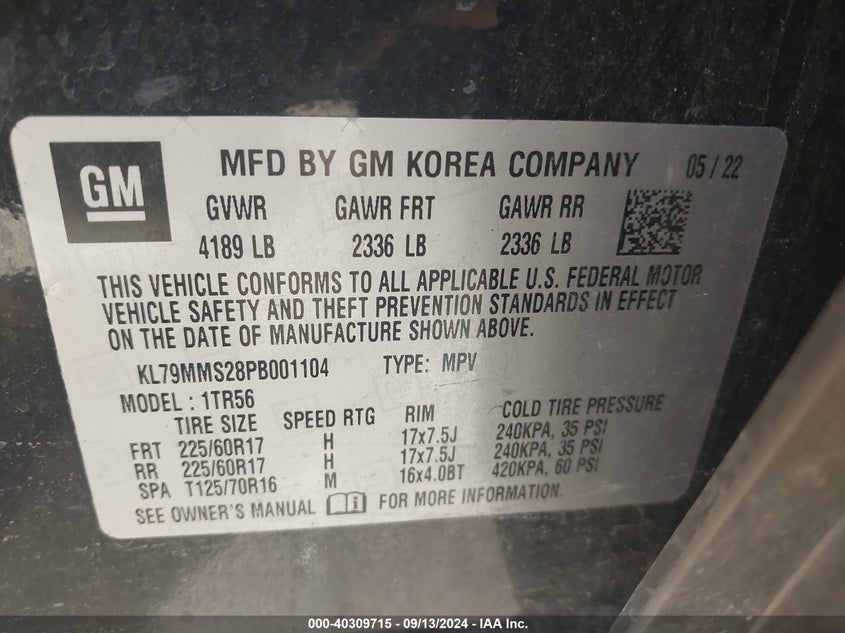 GM
MFD BY GM KOREA COMPANY 05/22
GVWR GAWR FRT GAWR RR
4189 LB 2336 LB 2336 LB
THIS VEHICLE CONFORMS TO ALL APPLICABLE U.S. FEDERAL MOTOR
VEHICLE SAFETY AND THEFT PREVENTION STANDARDS IN EFFECT
ON THE DATE OF MANUFACTURE SHOWN ABOVE.
KL79MMS28PB001104 TYPE: MPV
MODEL : 1TR56
TIRE SIZE SPEED RTG RIM COLD TIRE PRESSURE
FRT 225/60R17 H 17x7.5J 240KPA, 35 PSI
RR 225/60R17 H 17x7.5J 240KPA, 35 PSI
SPA T125/70R16 M 16x4.0BT 420KPA, 60 PSI
SEE OWNER'S MANUAL FOR MORE INFORMATION.
000-40309715 - 09/13/2024 - IAA Inc.